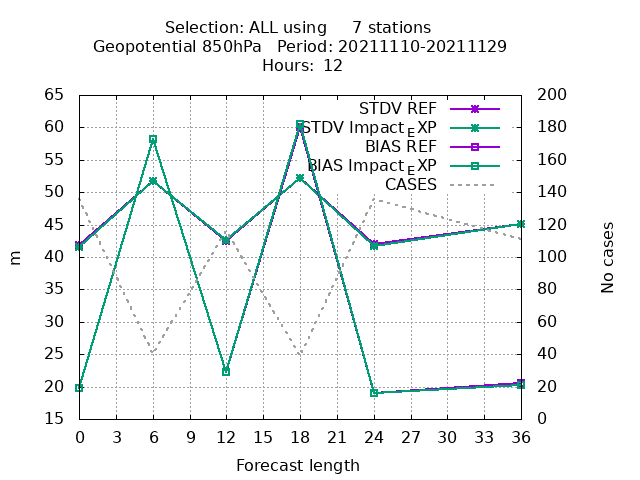 Selection: ALL using     7 stations
Geopotential 850hPa   Period: 20211110-20211129
Hours: 12
65 200
60 180
55 160
50 140
45 120
40 100
35 80
30 60
25 40
20 20
15 0
STDV REF
STDV Impact_EXP
BIAS REF
BIAS Impact_EXP
CASES
m
No cases
0 3 6 9 12 15 18 21 24 27 30 33 36
Forecast length